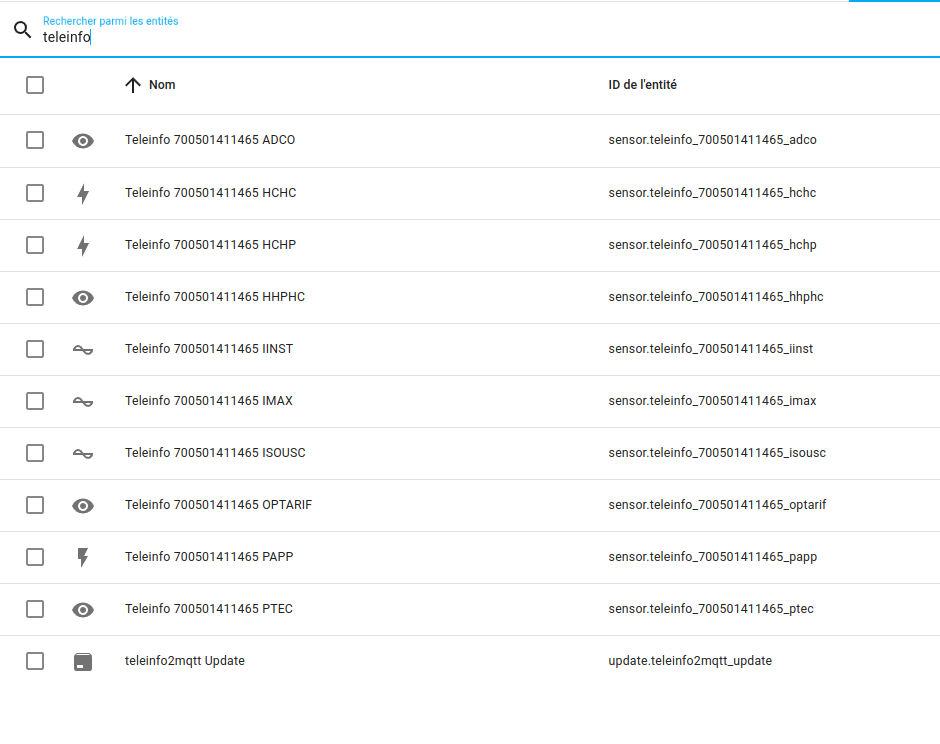 Rechercher parmi les entités
teleinfo
Nom ID de l'entité
Teleinfo 700501411465 ADCO sensor.teleinfo_700501411465_adco
Teleinfo 700501411465 HCHC sensor.teleinfo_700501411465_hchc
Teleinfo 700501411465 HCHP sensor.teleinfo_700501411465_hchp
Teleinfo 700501411465 HHPHC sensor.teleinfo_700501411465_hhphc
Teleinfo 700501411465 IINST sensor.teleinfo_700501411465_iinst
Teleinfo 700501411465 IMAX sensor.teleinfo_700501411465_imax
Teleinfo 700501411465 ISOUSC sensor.teleinfo_700501411465_isousc
Teleinfo 700501411465 OPTARIF sensor.teleinfo_700501411465_optarif
Teleinfo 700501411465 PAPP sensor.teleinfo_700501411465_papp
Teleinfo 700501411465 PTEC sensor.teleinfo_700501411465_ptec
teleinfo2mqtt Update update.teleinfo2mqtt_update